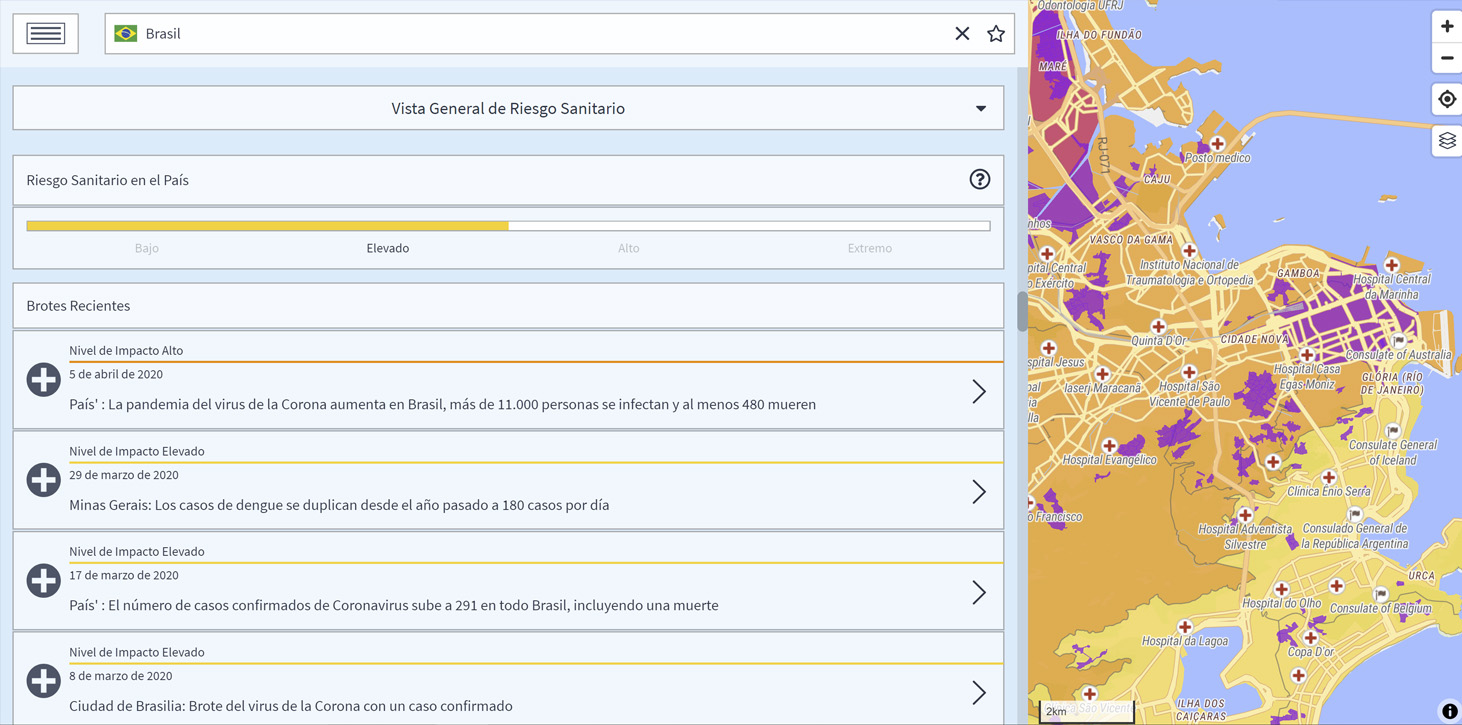 Brasil
Vista General de Riesgo Sanitario
Riesgo Sanitario en el País
Bajo
Elevado
Alto
Extremo
Brotes Recientes
Nivel de Impacto Alto
5 de abril de 2020
País' : La pandemia del virus de la Corona aumenta en Brasil, más de 11.000 personas se infectan y al menos 480 mueren
Nivel de Impacto Elevado
29 de marzo de 2020
Minas Gerais: Los casos de dengue se duplican desde el año pasado a 180 casos por día
Nivel de Impacto Elevado
17 de marzo de 2020
País' : El número de casos confirmados de Coronavirus sube a 291 en todo Brasil, incluyendo una muerte
Nivel de Impacto Elevado
8 de marzo de 2020
Ciudad de Brasilia: Brote del virus de la Corona con un caso confirmado
Odontologia UFRJ
ILHA DO FUNDÃO
MARÉ
RJ-071
Posto medico
CAJU
nhos
VASCO DA GAMA
pital Central
o Exército
Instituto Nacional de
Traumatologia e Ortopedia
GAMBOA
Hospital Central
da Marinha
Quinta D'Or
CIDADE NOVA
Consulate of Australia
spital Jesus
Iaserj Maracanã
Hospital São
Vicente de Paulo
Hospital Casa
Egas Moniz
GLÓRIA (RIO
DE JANEIRO)
Hospital Evangélico
Consulate General
of Iceland
Clinica Enio Serra
o Francisco
Hospital Adventista
Silvestre
Consulado General de
la República Argentina
URCA
Hospital do Olho
Consulate of Belgium
Hospital da Lagoa
Copa D'or
São Vicente
ILHA DOS
CAIÇARAS
2km